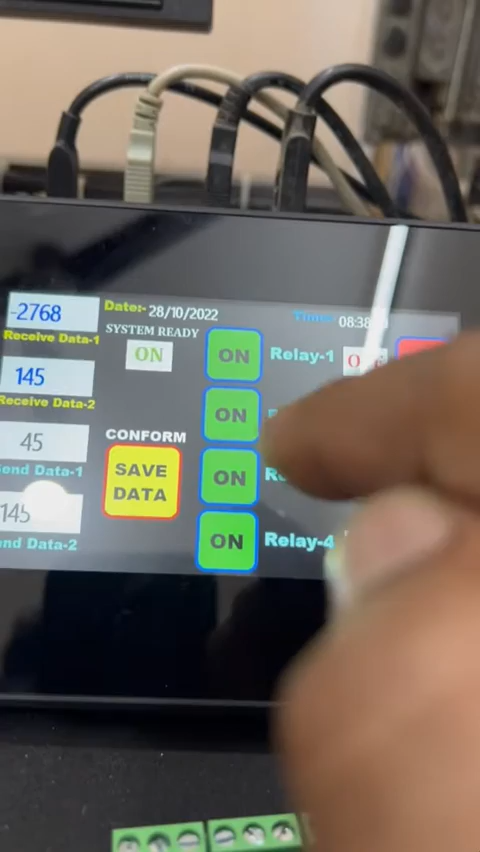 -2768
Date:- 28/10/2022
Time:- 08:38
Receive Data-1
SYSTEM READY
ON
ON
Relay-1
145
Receive Data-2
ON
45
CONFORM
end Data-1
SAVE
DATA
ON
145
nd Data-2
ON
Relay-4